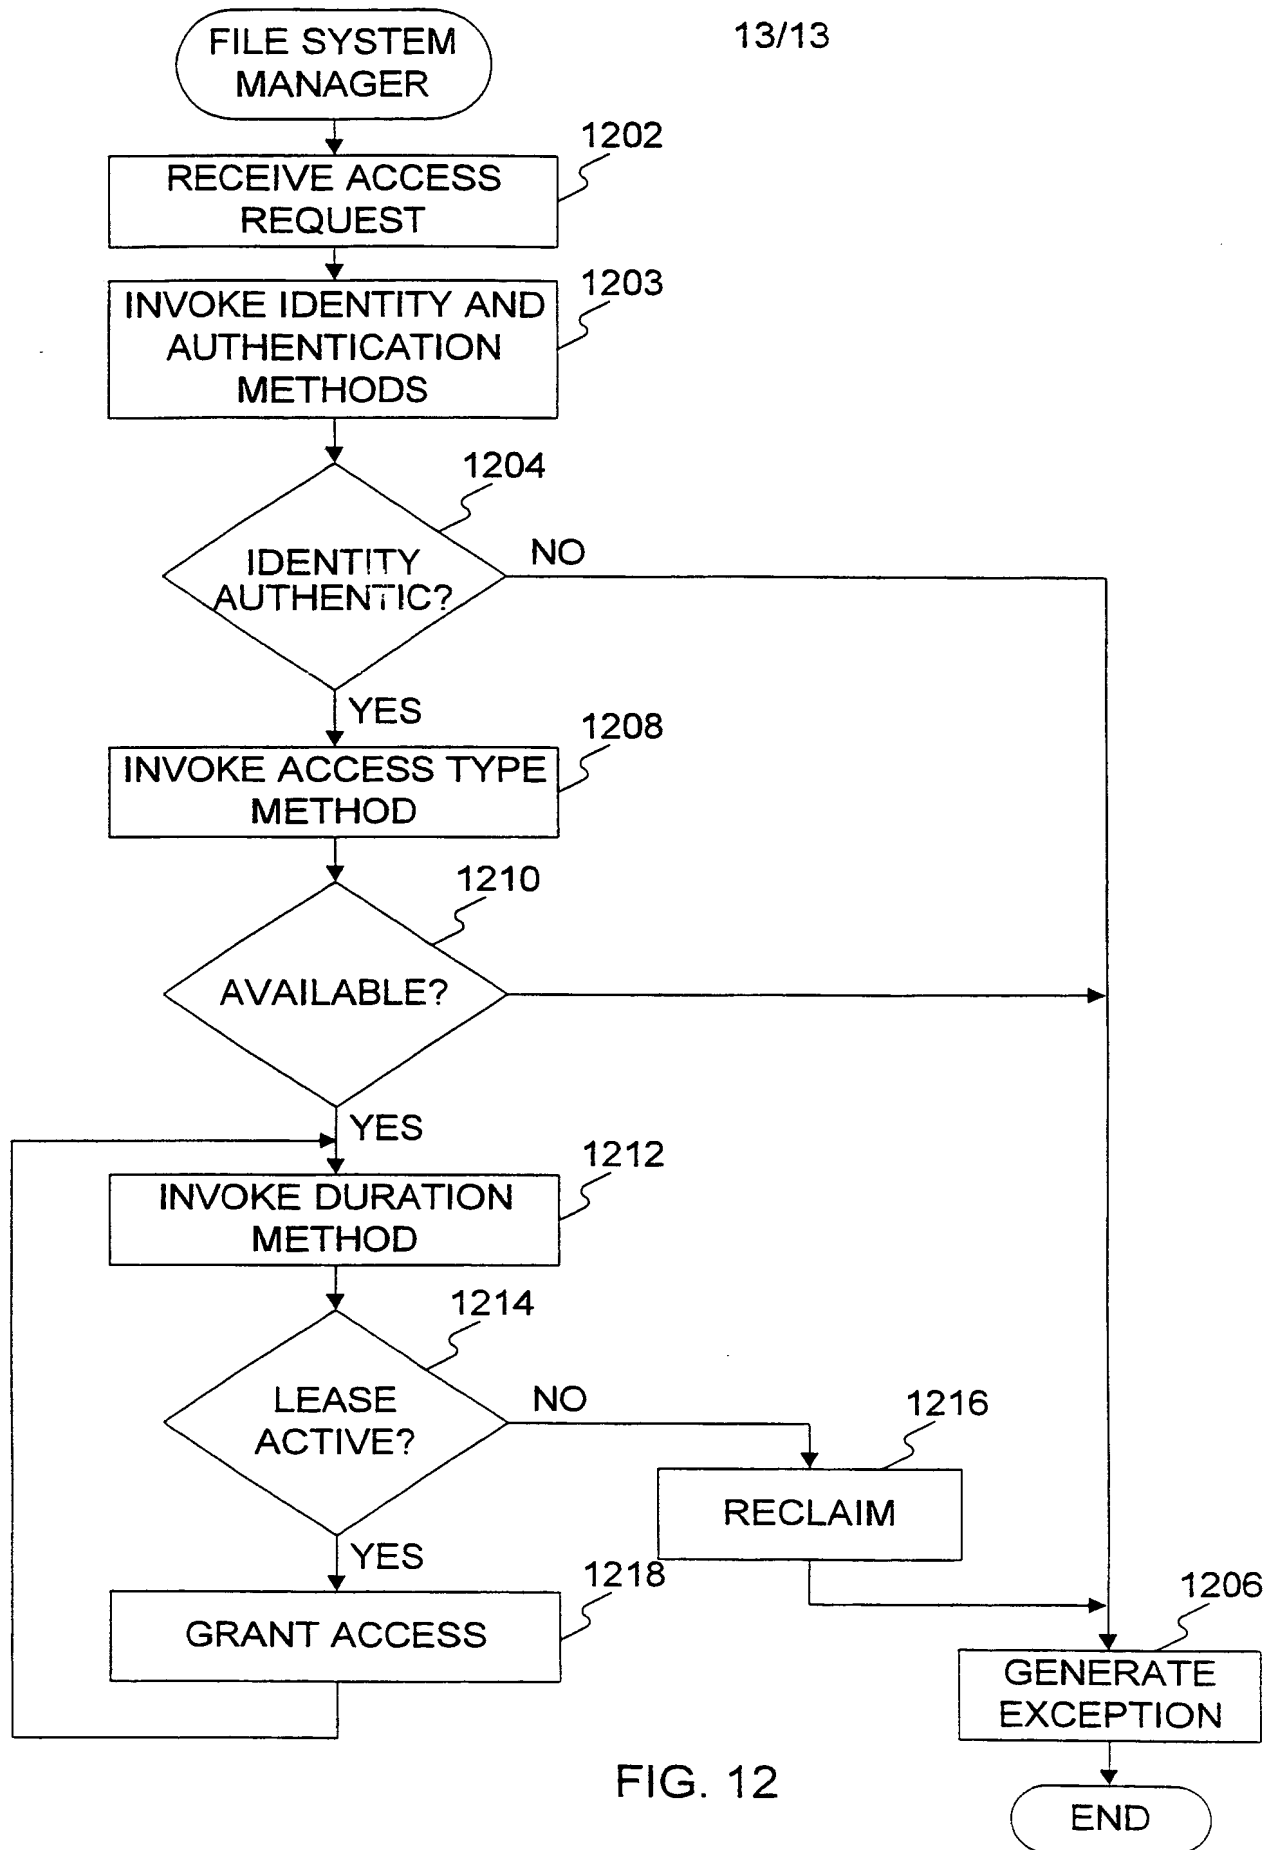 13/13
FILE SYSTEM
MANAGER
1202
RECEIVE ACCESS
REQUEST
1203
INVOKE IDENTITY AND
AUTHENTICATION
METHODS
1204
IDENTITY
AUTHENTIC?
NO
YES
1208
INVOKE ACCESS TYPE
METHOD
1210
AVAILABLE?
YES
1212
INVOKE DURATION
METHOD
1214
LEASE
ACTIVE?
NO
1216
RECLAIM
YES
1218
GRANT ACCESS
1206
GENERATE
EXCEPTION
END
FIG. 12